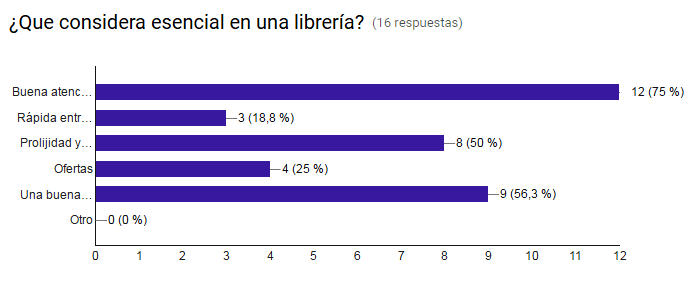 ¿Que considera esencial en una librería? (16 respuestas)
Buena atenc… 12 (75 %)
Rápida entr… 3 (18,8 %)
Prolijidad y… 8 (50 %)
Ofertas 4 (25 %)
Una buena… 9 (56,3 %)
Otro 0 (0 %)
0 1 2 3 4 5 6 7 8 9 10 11 12